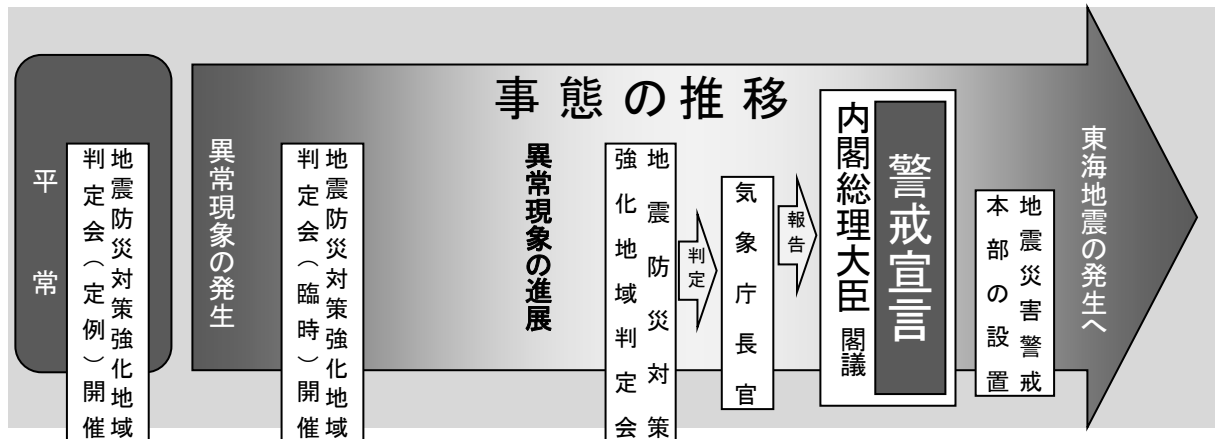 事態の推移
平常
地震防災対策強化地域
判定会（定例）開催
異常現象の発生
地震防災対策強化地域
判定会（臨時）開催
異常現象の進展
地震防災対策
強化地域判定会
判定
気象庁長官
報告
内閣総理大臣 閣議
警戒宣言
地震災害警戒
本部の設置
東海地震の発生へ